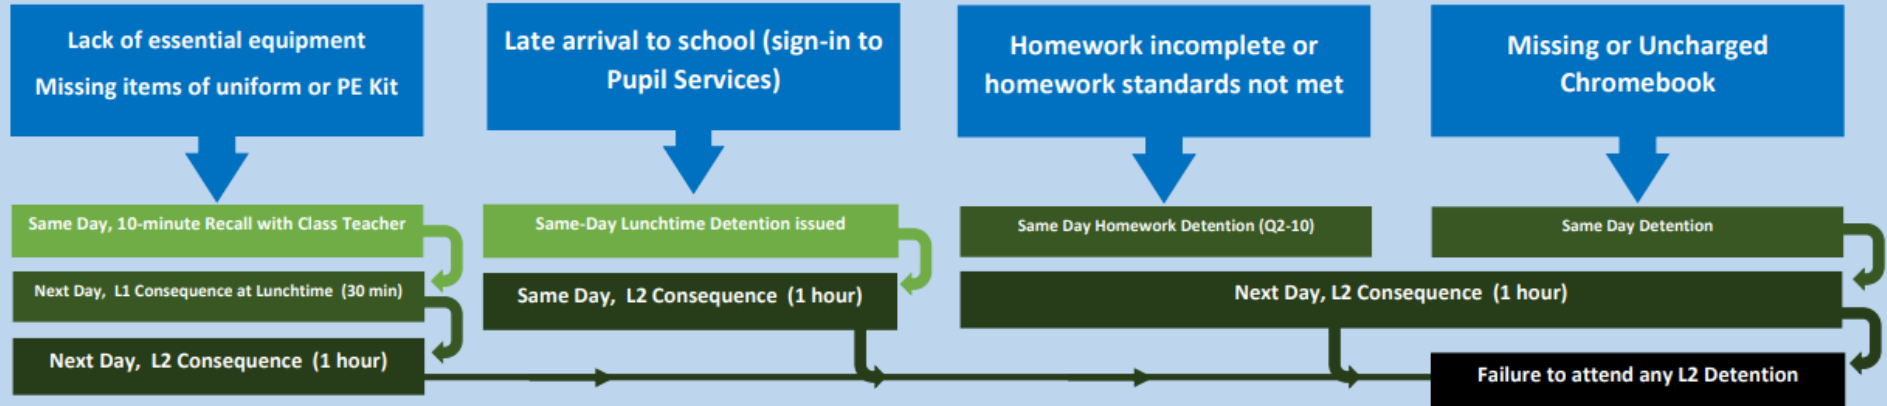 Lack of essential equipment
Missing items of uniform or PE Kit
Late arrival to school (sign-in to
Pupil Services)
Homework incomplete or
homework standards not met
Missing or Uncharged
Chromebook
Same Day, 10-minute Recall with Class Teacher
Same-Day Lunchtime Detention issued
Same Day Homework Detention (Q2-10)
Same Day Detention
Next Day, L1 Consequence at Lunchtime (30 min)
Same Day, L2 Consequence (1 hour)
Next Day, L2 Consequence (1 hour)
Next Day, L2 Consequence (1 hour)
Failure to attend any L2 Detention